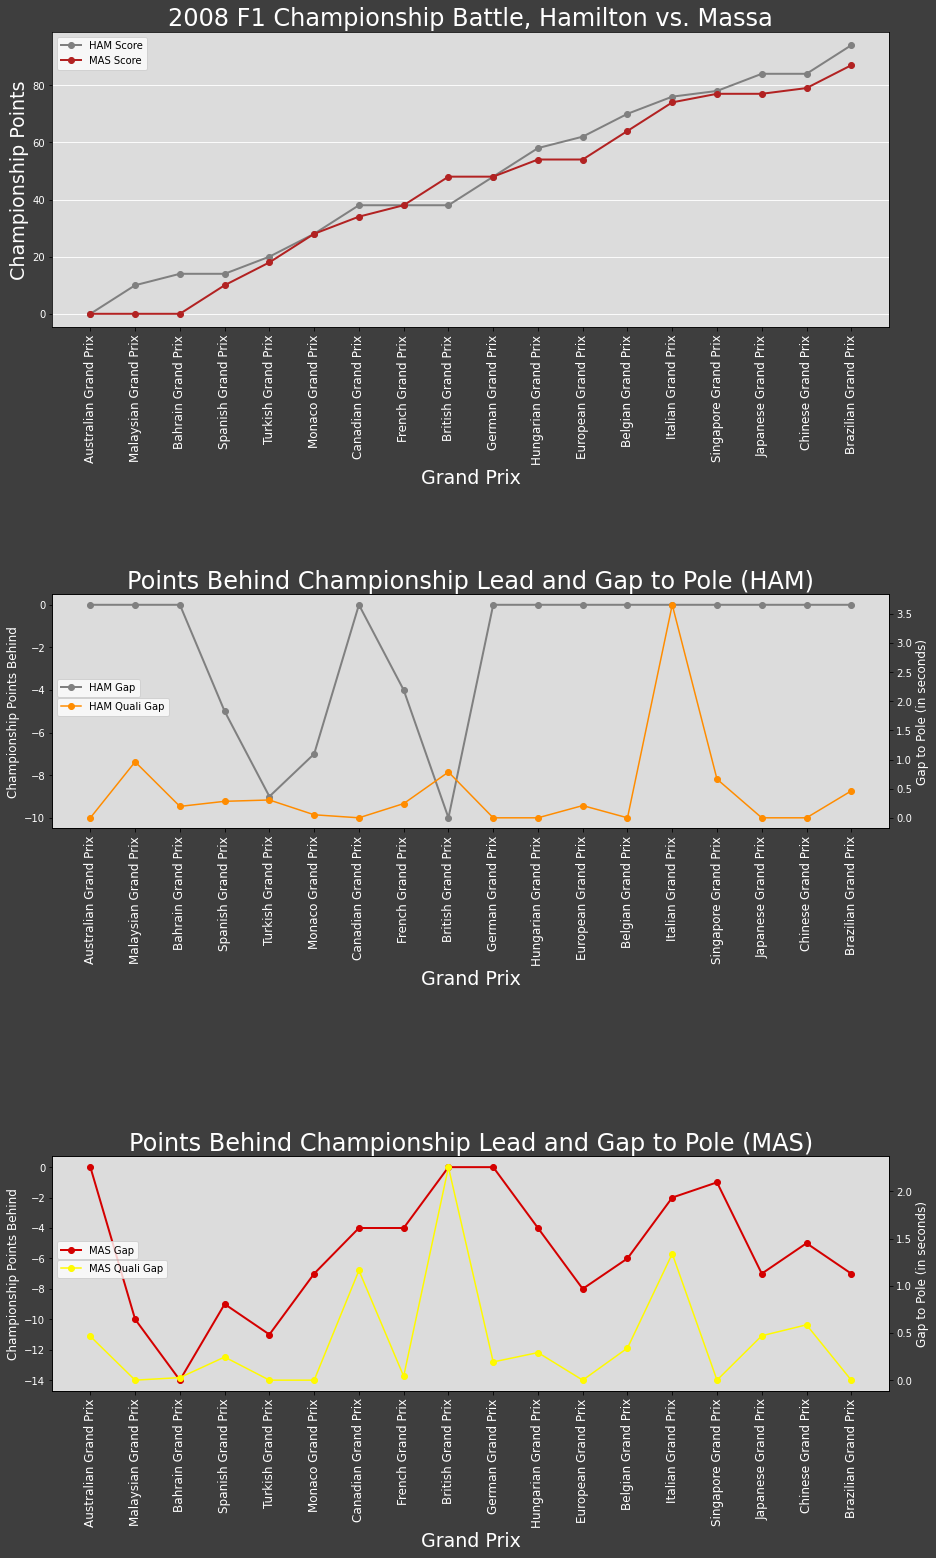 2008 F1 Championship Battle, Hamilton vs. Massa
HAM Score
MAS Score
Championship Points
80
60
40
20
0
Australian Grand Prix
Malaysian Grand Prix
Bahrain Grand Prix
Spanish Grand Prix
Turkish Grand Prix
Monaco Grand Prix
Canadian Grand Prix
French Grand Prix
British Grand Prix
German Grand Prix
Hungarian Grand Prix
European Grand Prix
Belgian Grand Prix
Italian Grand Prix
Singapore Grand Prix
Japanese Grand Prix
Chinese Grand Prix
Brazilian Grand Prix
Grand Prix
Points Behind Championship Lead and Gap to Pole (HAM)
Championship Points Behind
0
−2
−4
−6
−8
−10
HAM Gap
HAM Quali Gap
3.5
3.0
2.5
2.0
1.5
1.0
0.5
0.0
Gap to Pole (in seconds)
Australian Grand Prix
Malaysian Grand Prix
Bahrain Grand Prix
Spanish Grand Prix
Turkish Grand Prix
Monaco Grand Prix
Canadian Grand Prix
French Grand Prix
British Grand Prix
German Grand Prix
Hungarian Grand Prix
European Grand Prix
Belgian Grand Prix
Italian Grand Prix
Singapore Grand Prix
Japanese Grand Prix
Chinese Grand Prix
Brazilian Grand Prix
Grand Prix
Points Behind Championship Lead and Gap to Pole (MAS)
Championship Points Behind
0
−2
−4
−6
−8
−10
−12
−14
MAS Gap
MAS Quali Gap
2.0
1.5
1.0
0.5
0.0
Gap to Pole (in seconds)
Australian Grand Prix
Malaysian Grand Prix
Bahrain Grand Prix
Spanish Grand Prix
Turkish Grand Prix
Monaco Grand Prix
Canadian Grand Prix
French Grand Prix
British Grand Prix
German Grand Prix
Hungarian Grand Prix
European Grand Prix
Belgian Grand Prix
Italian Grand Prix
Singapore Grand Prix
Japanese Grand Prix
Chinese Grand Prix
Brazilian Grand Prix
Grand Prix